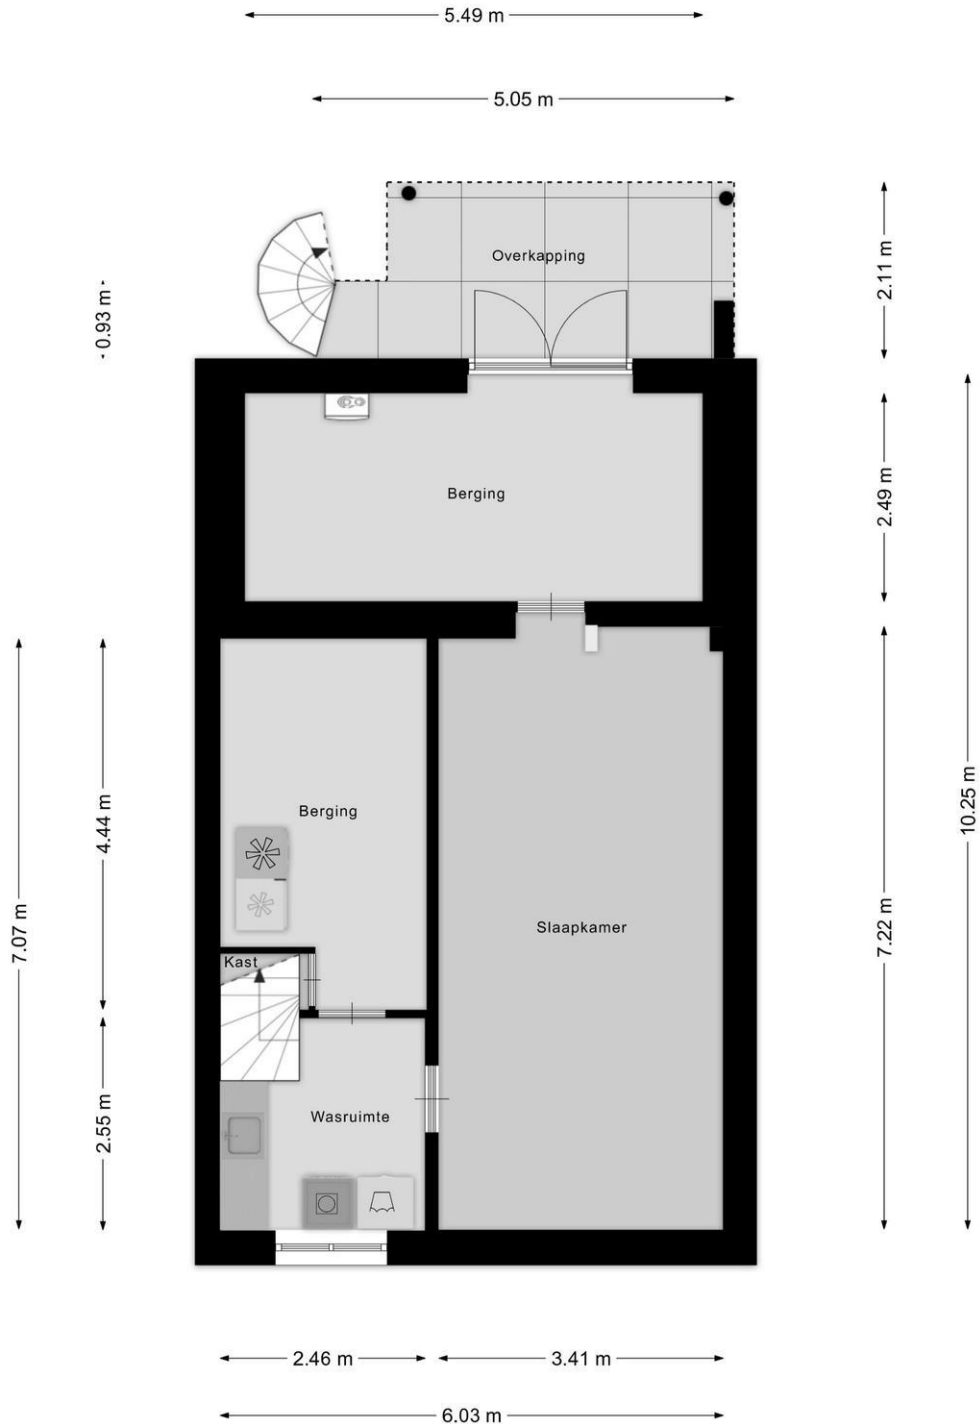 5.49 m
5.05 m
Overkapping
2.11 m
0.93 m
Berging
2.49 m
Berging
4.44 m
10.25 m
7.07 m
Slaapkamer
7.22 m
Kast
Wasruimte
2.55 m
2.46 m
3.41 m
6.03 m